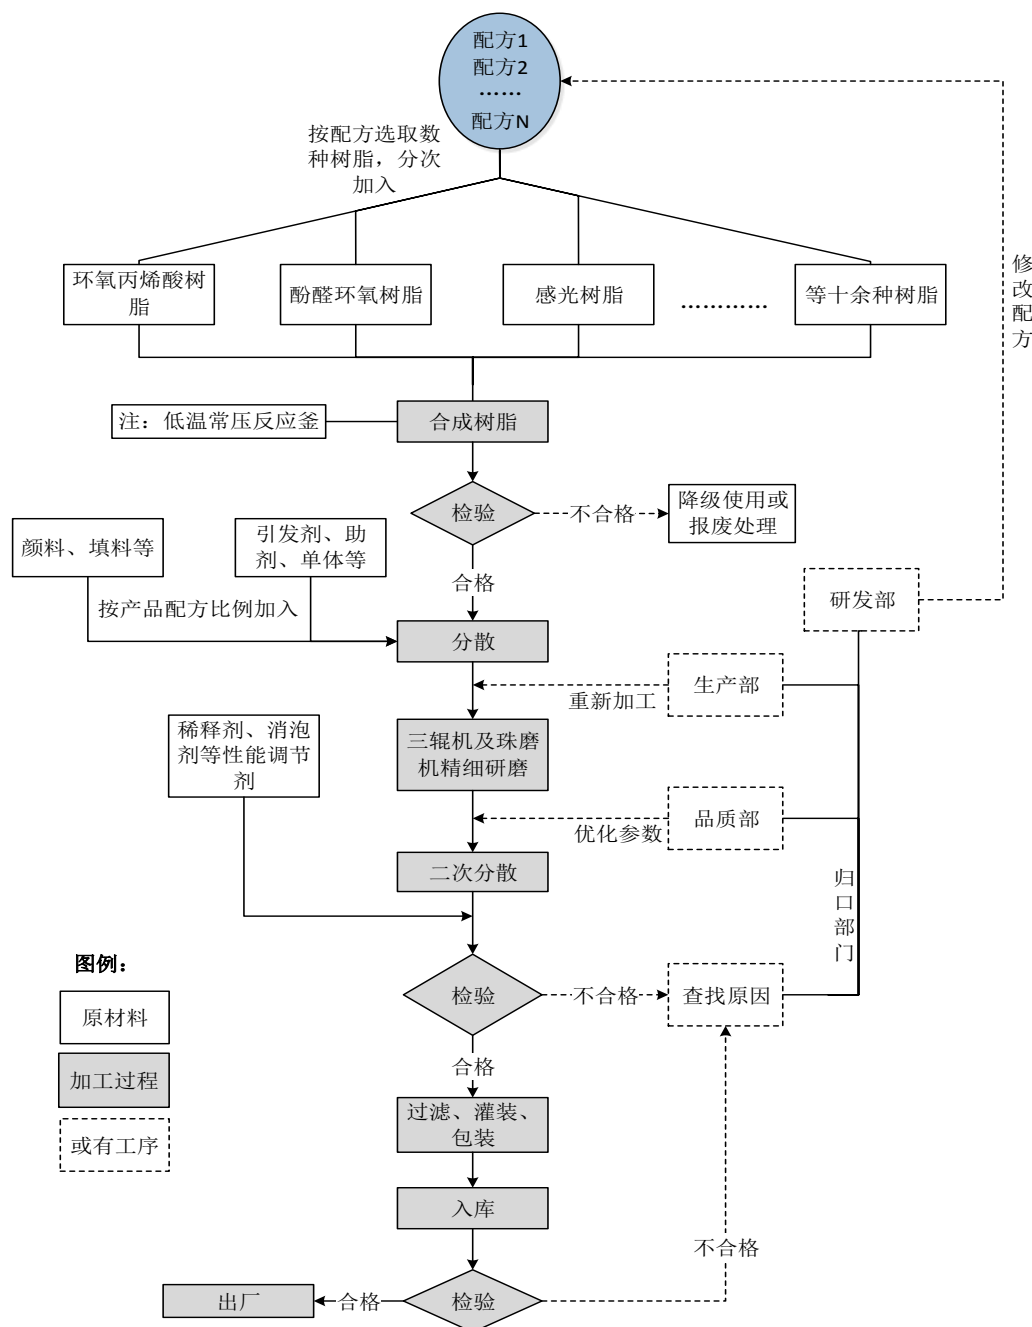 配方1
配方2
……
配方N
按配方选取数
种树脂，分次
加入
环氧丙烯酸树
脂
酚醛环氧树脂
感光树脂
…………
等十余种树脂
修
改
配
方
注：低温常压反应釜
合成树脂
检验
不合格
降级使用或
报废处理
颜料、填料等
引发剂、助
剂、单体等
合格
按产品配方比例加入
研发部
分散
生产部
重新加工
稀释剂、消泡
剂等性能调节
剂
三辊机及珠磨
机精细研磨
品质部
优化参数
二次分散
归
口
部
门
图例：
检验
不合格
查找原因
原材料
合格
加工过程
过滤、灌装、
包装
或有工序
入库
不合格
出厂
合格
检验